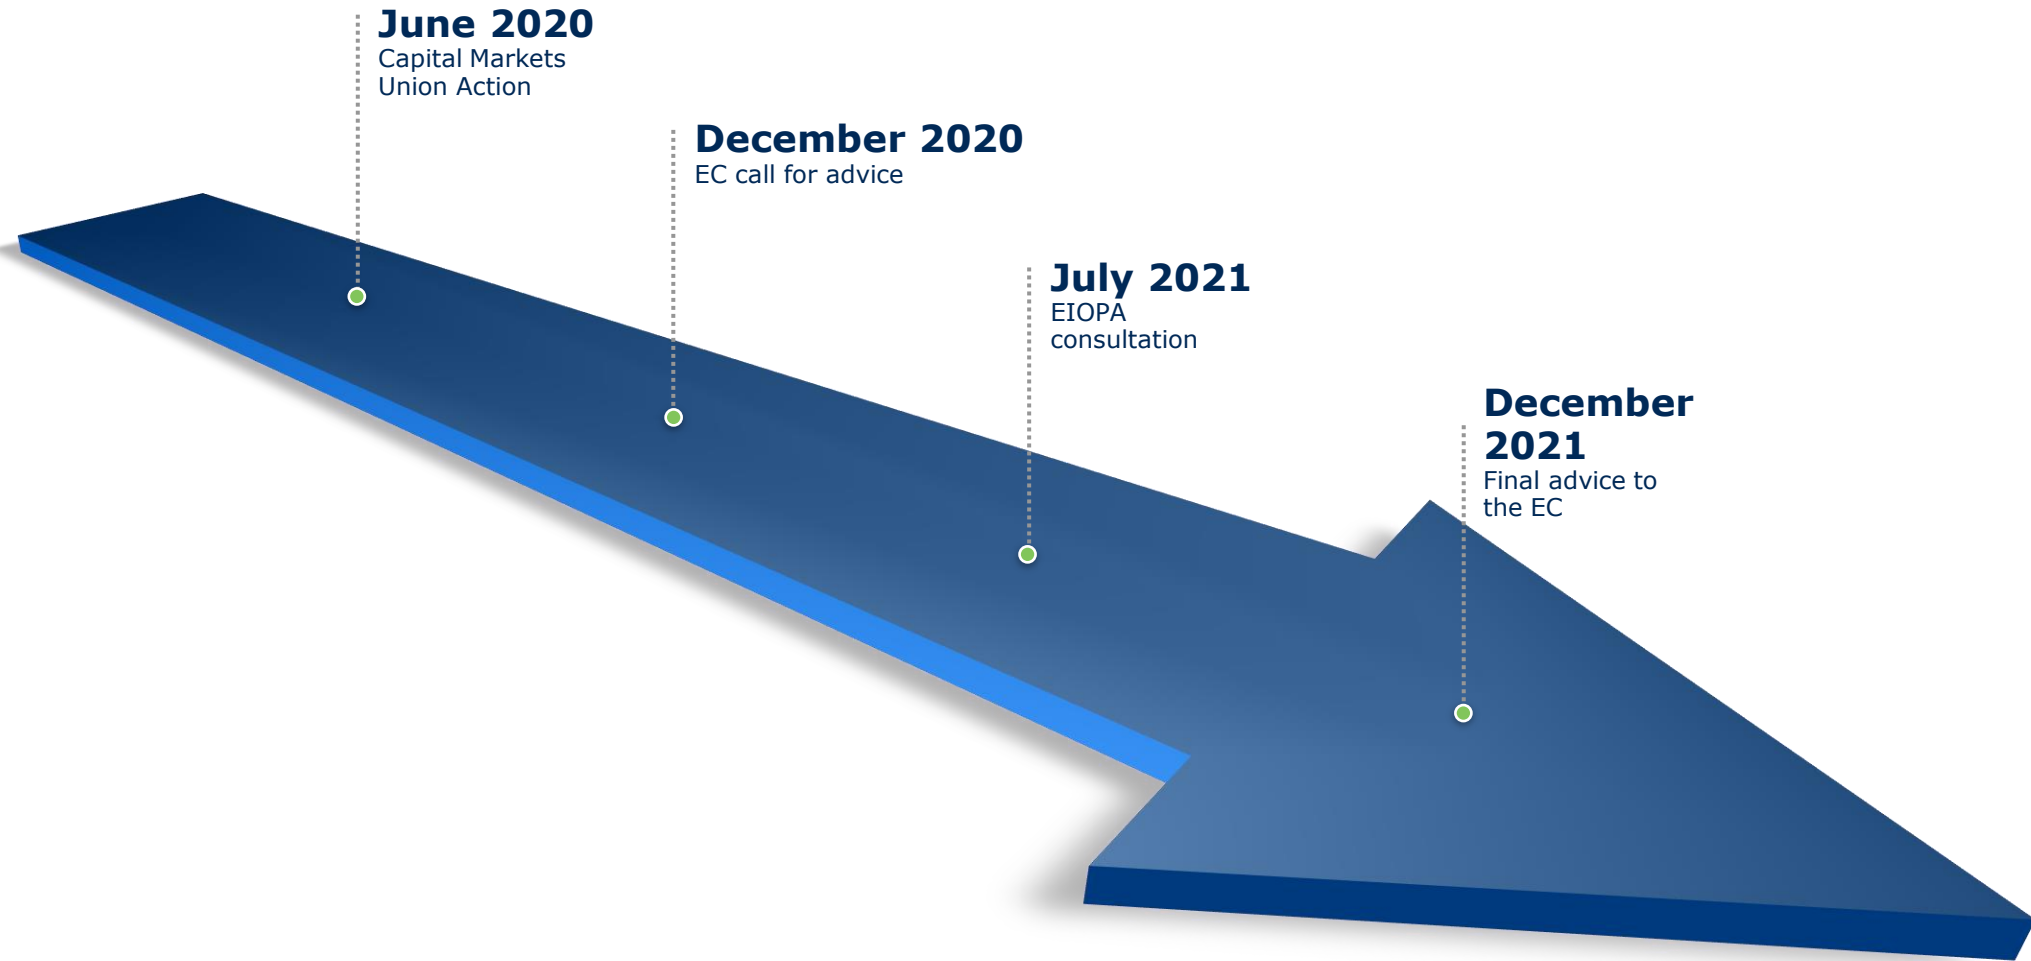 June 2020
Capital Markets
Union Action
December 2020
EC call for advice
July 2021
EIOPA
consultation
December
2021
Final advice to
the EC